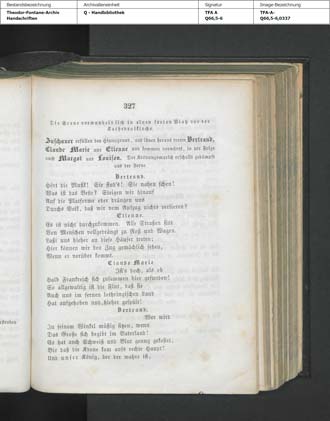 Bestandsbezeichnung
Archivalieneinheit
Signatur
Image-Bezeichnung
Theodor-Fontane-Archiv
Handschriften
Q - Handbibliothek
TFA A
Q66,5-6
TFA-A-
Q66,5-6,0337
327
Die Scene verwandelt sich in einen freien Platz vor der
Kathedralkirche.
Zuschauer erfüllen den Hintergrund, aus ihnen heraus treten Bertrand,
Claude Marie und Etienne und kommen vorwärts, in der Folge
auch Margot und Louison. Der Krönungsmarsch erschallt gedämpft
aus der Ferne.
Bertrand.
Hört die Musik! Sie sind's! Sie nahen schon!
Was ist das Beste? Steigen wir hinauf
Auf die Platforme oder drängen uns
Durchs Volk, daß wir vom Aufzug nichts verlieren?
Etienne.
Es ist nicht durchzukommen. Alle Straßen sind
Von Menschen vollgedrängt zu Roß und Wagen.
Laßt uns hieher an diese Häuser treten;
Hier können wir den Zug gemächlich sehen,
Wenn er vorüber kommt.
Claude Marie.
Ist's doch, als ob
Halb Frankreich sich zusammen hier gefunden!
So allgewaltig ist die Flut, daß sie
Auch uns im fernen lothringischen Land
Hat aufgehoben und hieher gespült!
Bertrand.
Wer wird
In seinem Winkel müßig sitzen, wenn
Das Große sich begibt im Vaterland!
Es hat auch Schweiß und Blut genug gekostet,
Bis daß die Krone kam aufs rechte Haupt!
Und unser König, der der wahre ist,